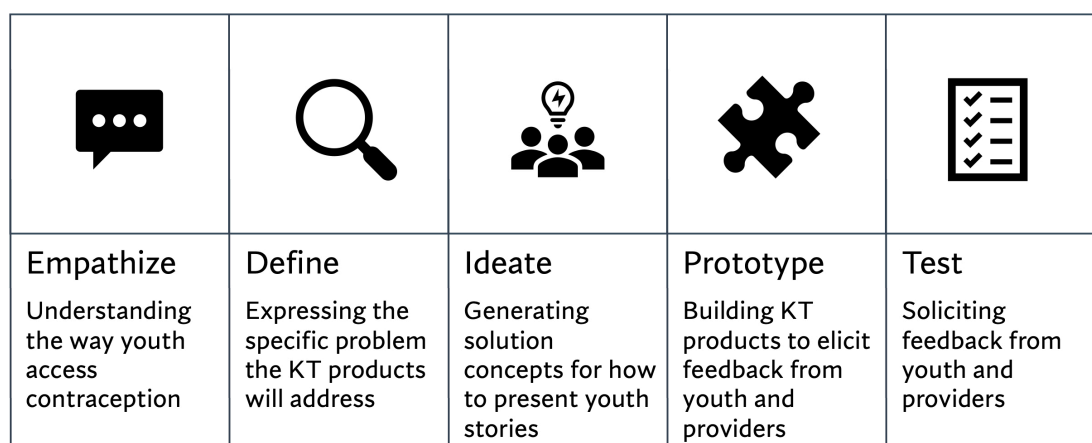 Empathize
Understanding
the way youth
access
contraception
Define
Expressing the
specific problem
the KT products
will address
Ideate
Generating
solution
concepts for how
to present youth
stories
Prototype
Building KT
products to elicit
feedback from
youth and
providers
Test
Soliciting
feedback from
youth and
providers